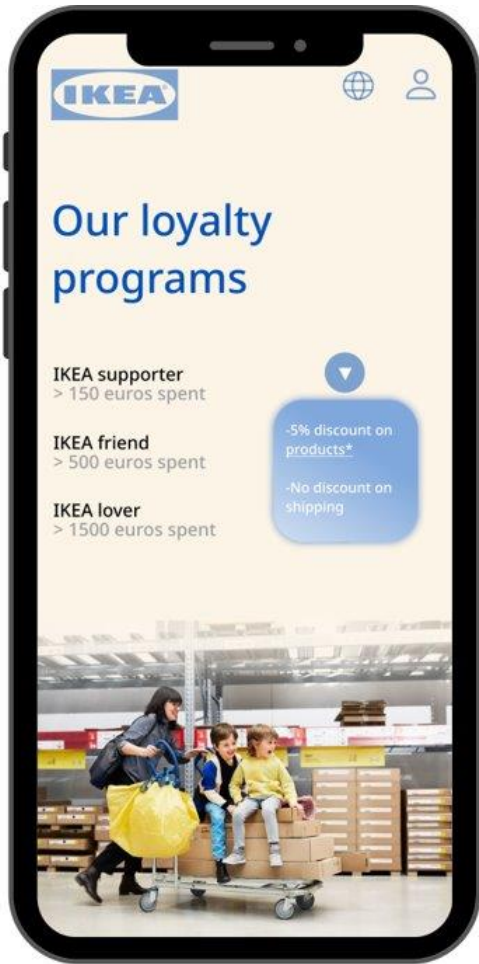 IKEA
Our loyalty
programs
IKEA supporter
> 150 euros spent
IKEA friend
> 500 euros spent
IKEA lover
> 1500 euros spent
-5% discount on
products*
-No discount on
shipping